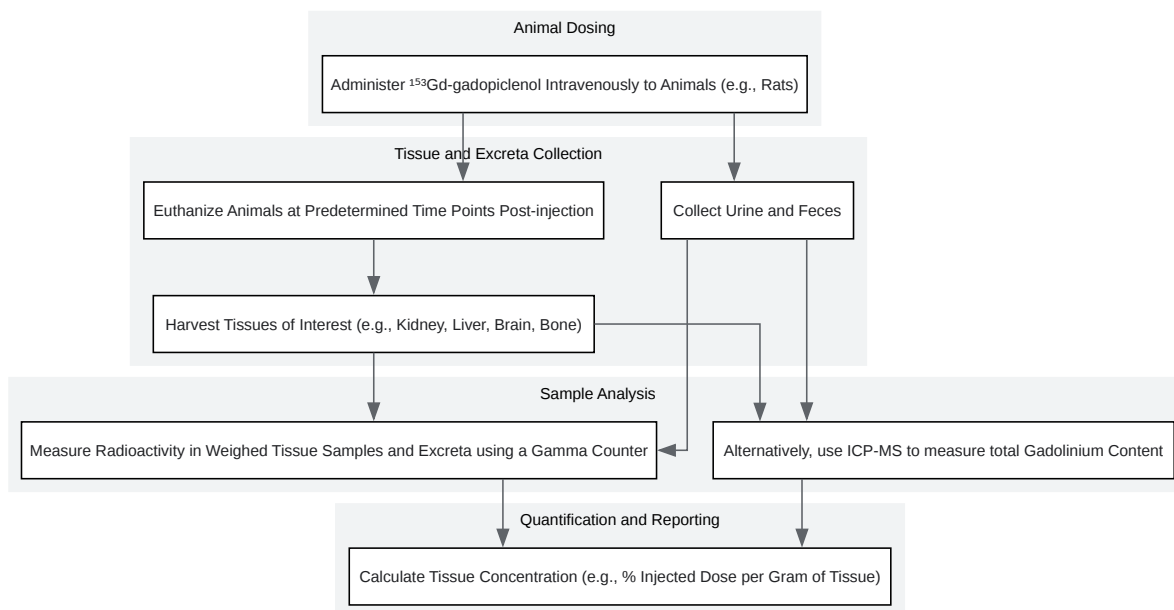 Animal Dosing
Administer ¹⁵³Gd-gadopiclenol Intravenously to Animals (e.g., Rats)
Tissue and Excreta Collection
Euthanize Animals at Predetermined Time Points Post-injection
Collect Urine and Feces
Harvest Tissues of Interest (e.g., Kidney, Liver, Brain, Bone)
Sample Analysis
Measure Radioactivity in Weighed Tissue Samples and Excreta using a Gamma Counter
Alternatively, use ICP-MS to measure total Gadolinium Content
Quantification and Reporting
Calculate Tissue Concentration (e.g., % Injected Dose per Gram of Tissue)